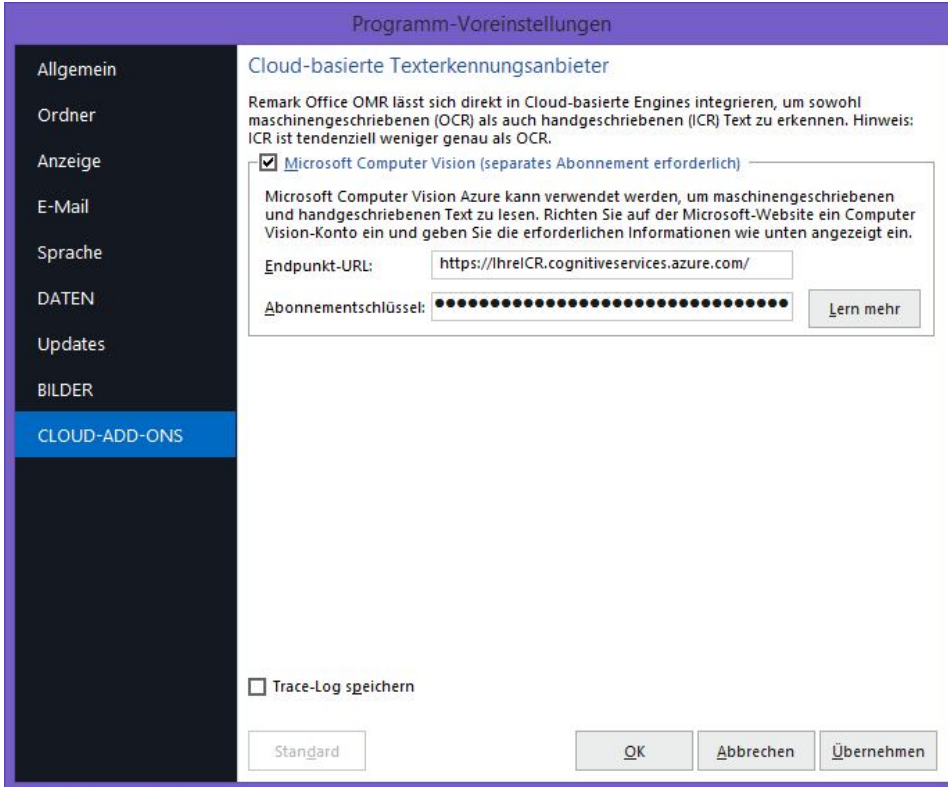 Programm-Voreinstellungen
Allgemein
Ordner
Anzeige
E-Mail
Sprache
DATEN
Updates
BILDER
CLOUD-ADD-ONS
Cloud-basierte Texterkennungsanbieter
Remark Office OMR lässt sich direkt in Cloud-basierte Engines integrieren, um sowohl
maschinengeschriebenen (OCR) als auch handgeschriebenen (ICR) Text zu erkennen. Hinweis:
ICR ist tendenziell weniger genau als OCR.
Microsoft Computer Vision (separates Abonnement erforderlich)
Microsoft Computer Vision Azure kann verwendet werden, um maschinengeschriebenen
und handgeschriebenen Text zu lesen. Richten Sie auf der Microsoft-Website ein Computer
Vision-Konto ein und geben Sie die erforderlichen Informationen wie unten angezeigt ein.
Endpunkt-URL: https://IhreICR.cognitiveservices.azure.com/
Abonnementschlüssel: ●●●●●●●●●●●●●●●●●●●●●●●●●●●●●●●● Lern mehr
Trace-Log speichern
Standard OK Abbrechen Übernehmen